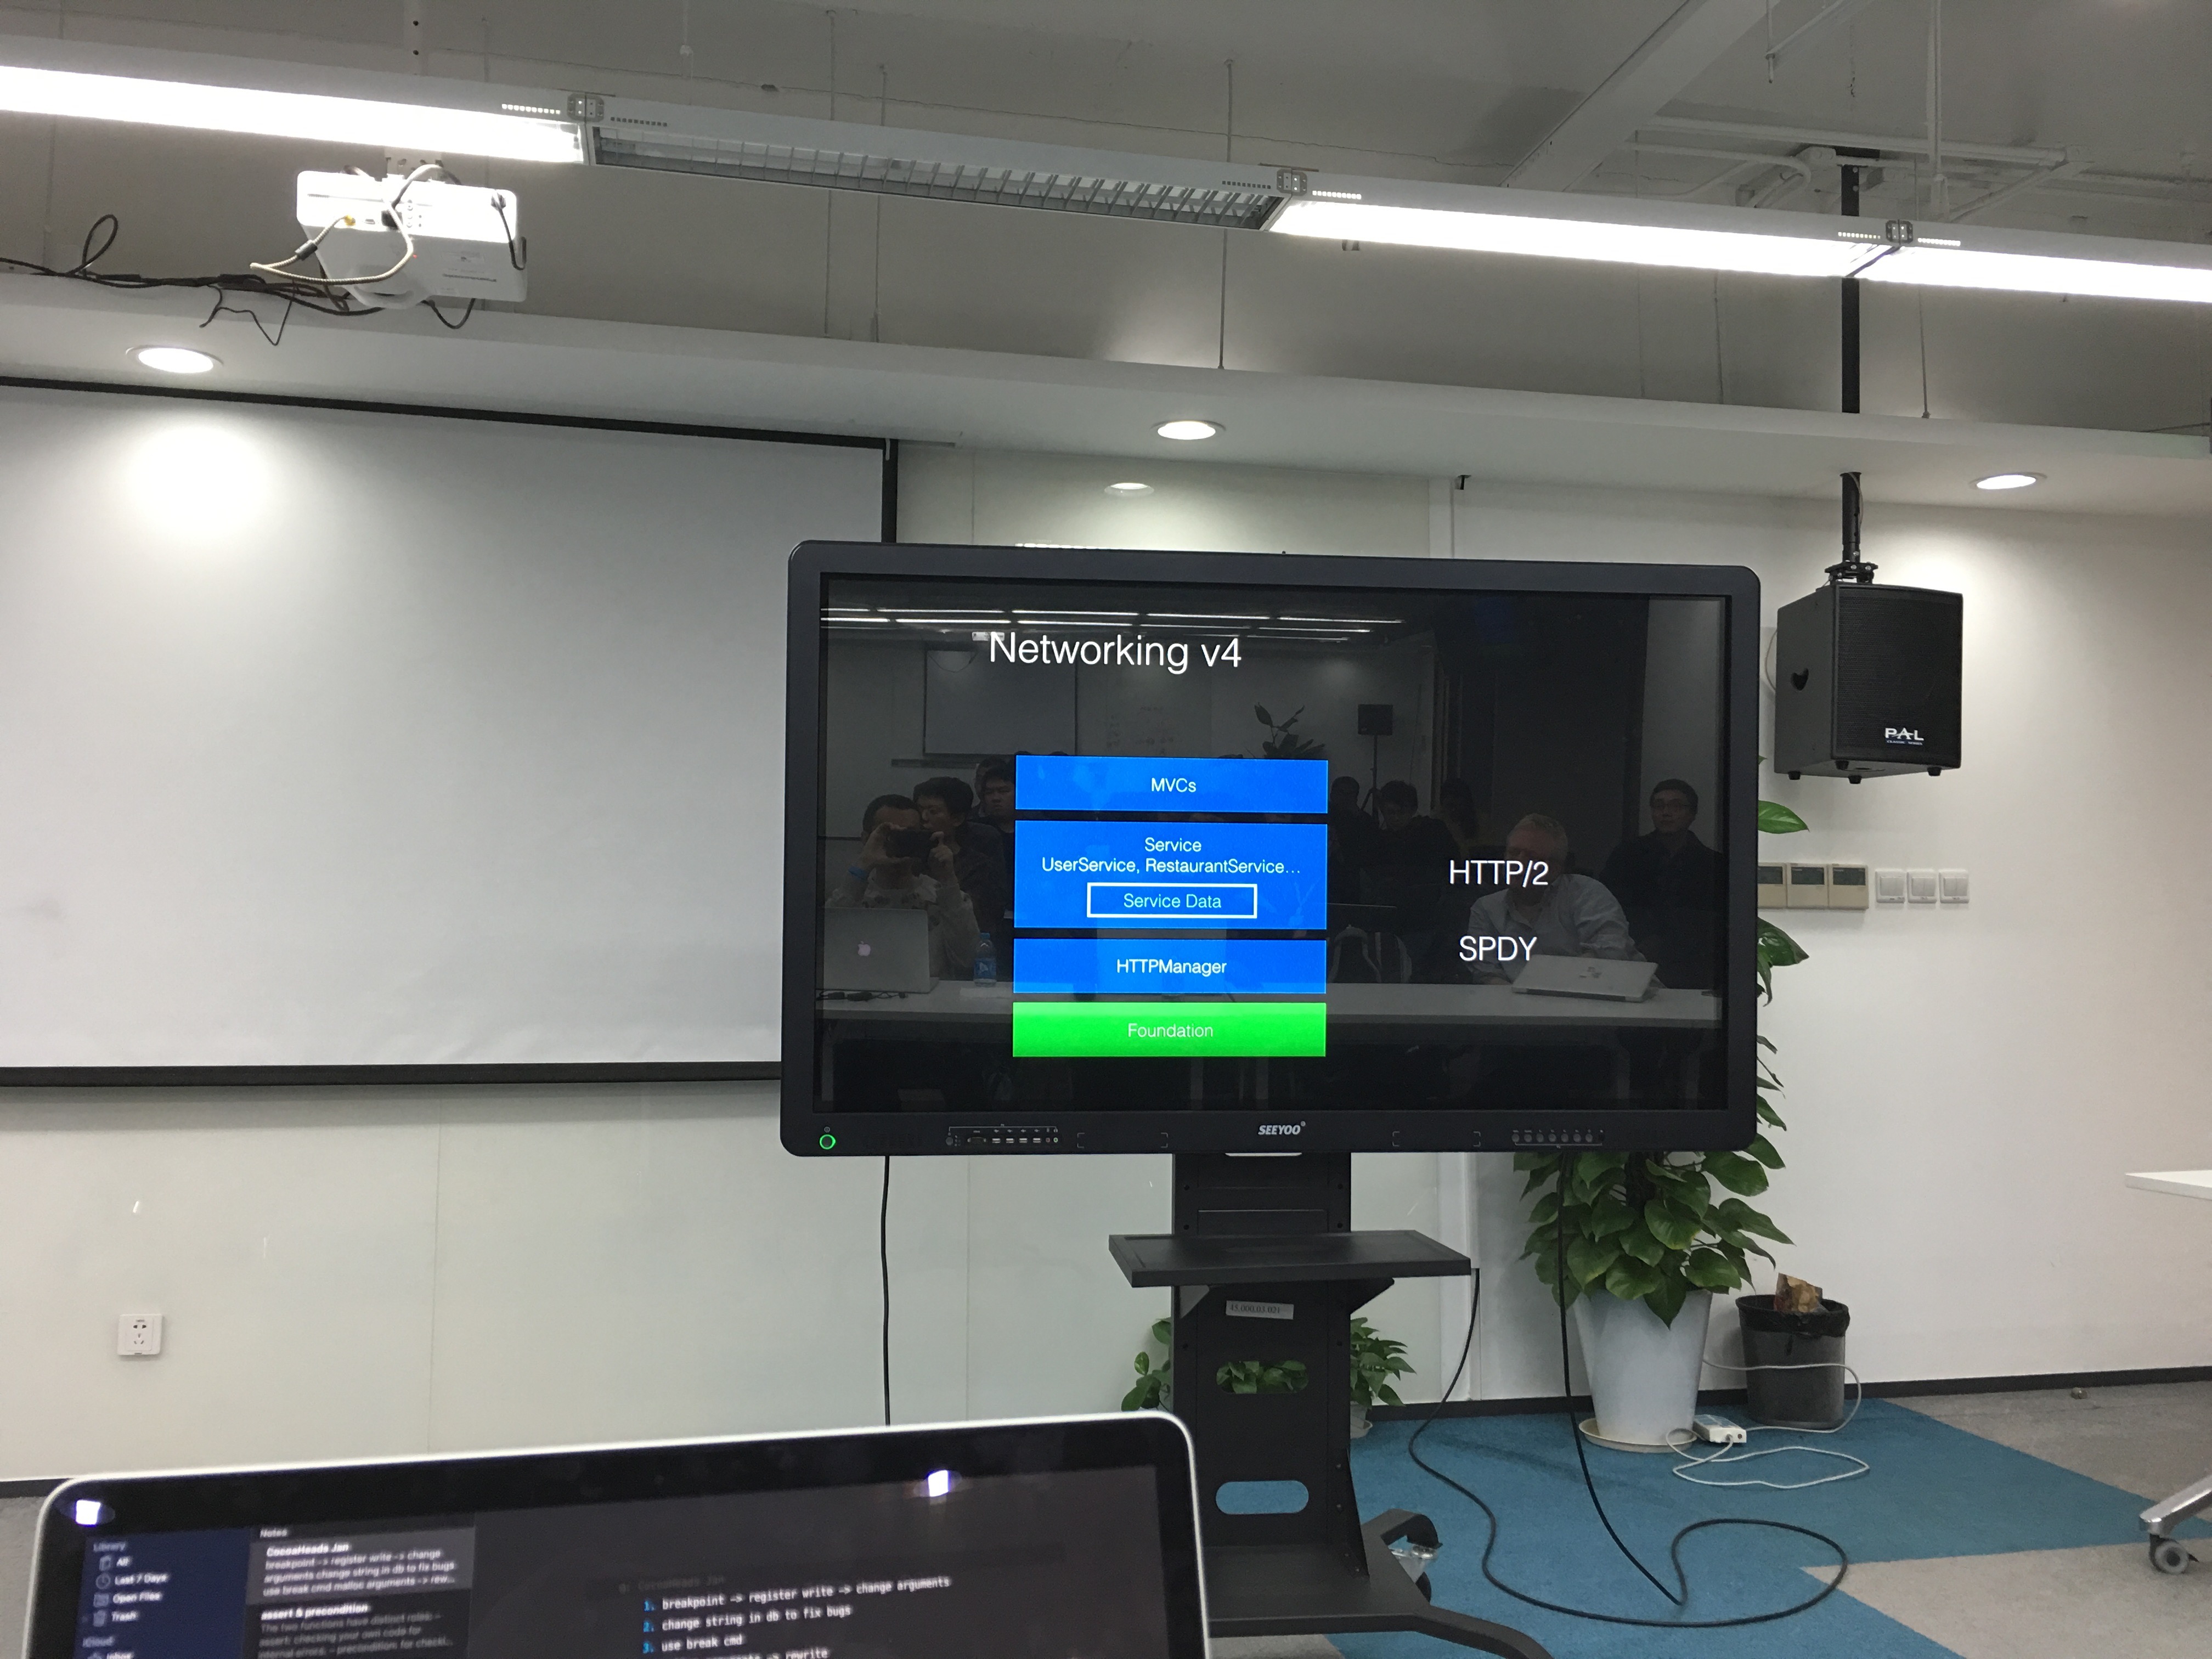 Networking v4
MVCs
Service
UserService, RestaurantService...
Service Data
HTTPManager
Foundation
HTTP/2
SPDY
SEEYOO
PAL
Library
All
Last 7 Days
Open Files
Trash
iCloud
Inbox
Notes
CocoaHeads Jan
breakpoint -> register write -> change
arguments change string in db to fix bugs
use break cmd malloc arguments -> rew...
assert & precondition
The two functions have distinct roles: -
assert: checking your own code for
internal errors. - precondition for checki...
CocoaHeads Jan
1. breakpoint -> register write -> change arguments
2. change string in db to fix bugs
3. use break cmd
-> rewrite